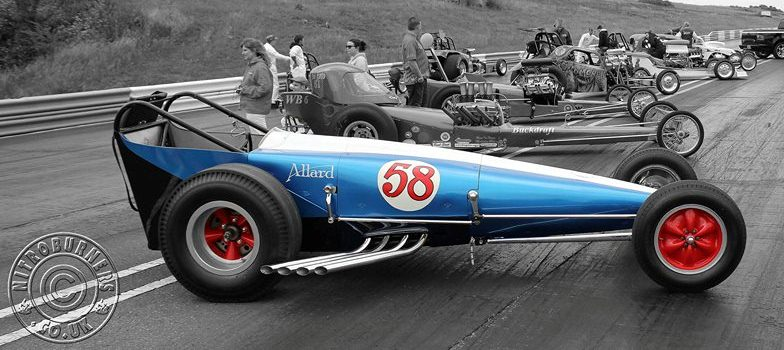 WB6
Backdraft
Allard
58
NITROBURNERS
.CO.UK
©